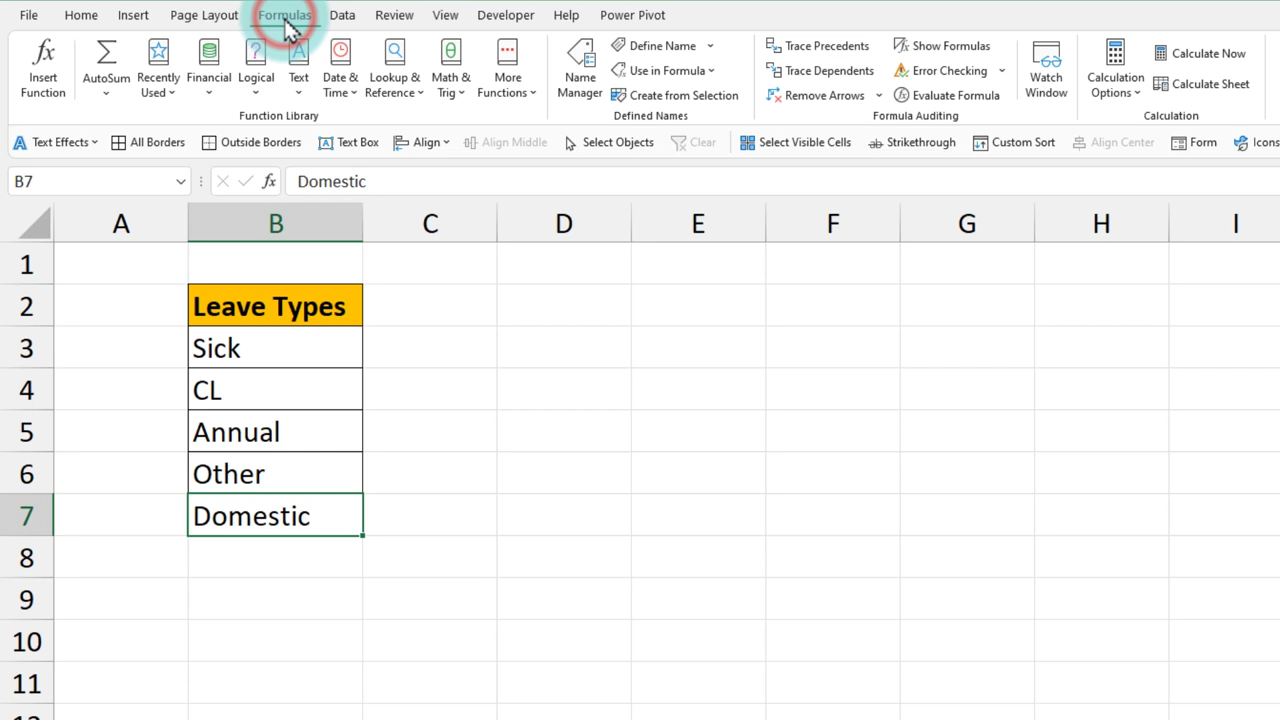 File Home Insert Page Layout Formulas Data Review View Developer Help Power Pivot
fx Insert Function
AutoSum
Recently Used
Financial
Logical
Text
Date & Time
Lookup & Reference
Math & Trig
More Functions
Function Library
Name Manager
Define Name
Use in Formula
Create from Selection
Defined Names
Trace Precedents
Trace Dependents
Remove Arrows
Show Formulas
Error Checking
Evaluate Formula
Formula Auditing
Watch Window
Calculation Options
Calculate Now
Calculate Sheet
Calculation
Text Effects All Borders Outside Borders Text Box Align Align Middle Select Objects Clear Select Visible Cells Strikethrough Custom Sort Align Center Form Icons
B7 fx Domestic
A B C D E F G H I
1
2 Leave Types
3 Sick
4 CL
5 Annual
6 Other
7 Domestic
8
9
10
11